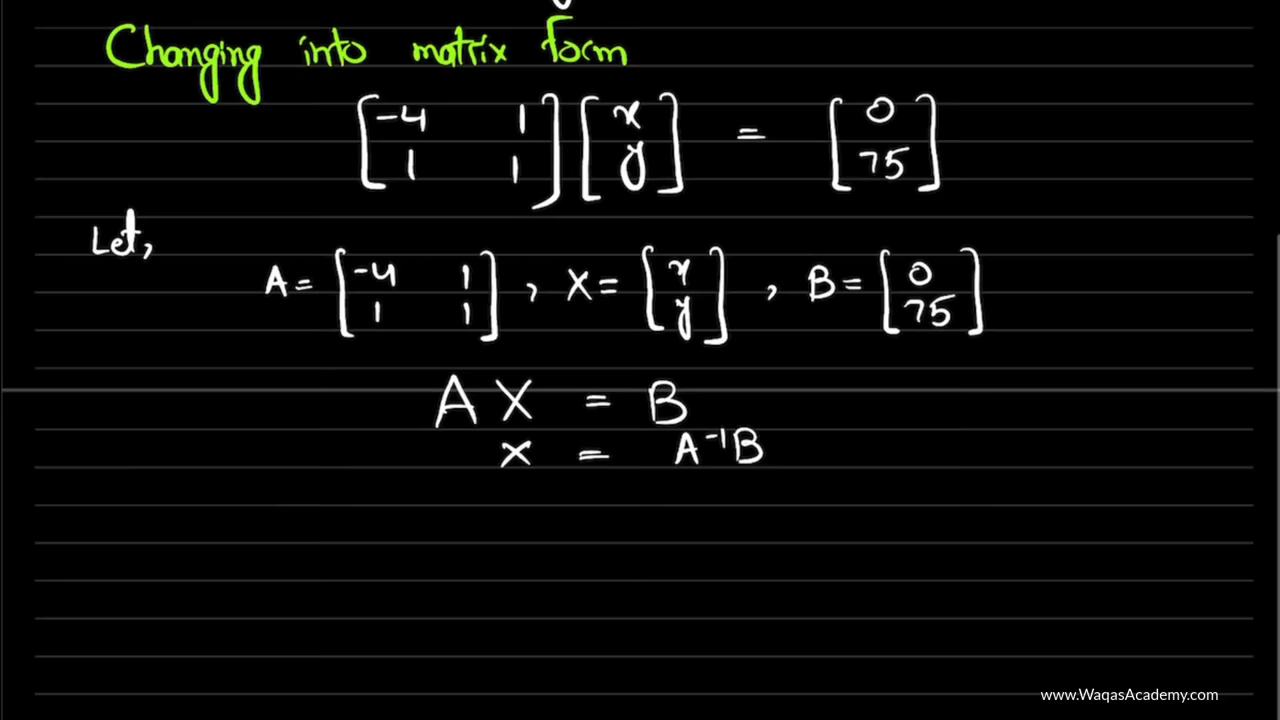 Changing into matrix form
[-4 1] [x] = [0]
[1 1] [y] [75]
Let,
A = [-4 1], X = [x], B = [0]
[1 1] [y] [75]
A X = B
x = A⁻¹B
www.WaqasAcademy.com